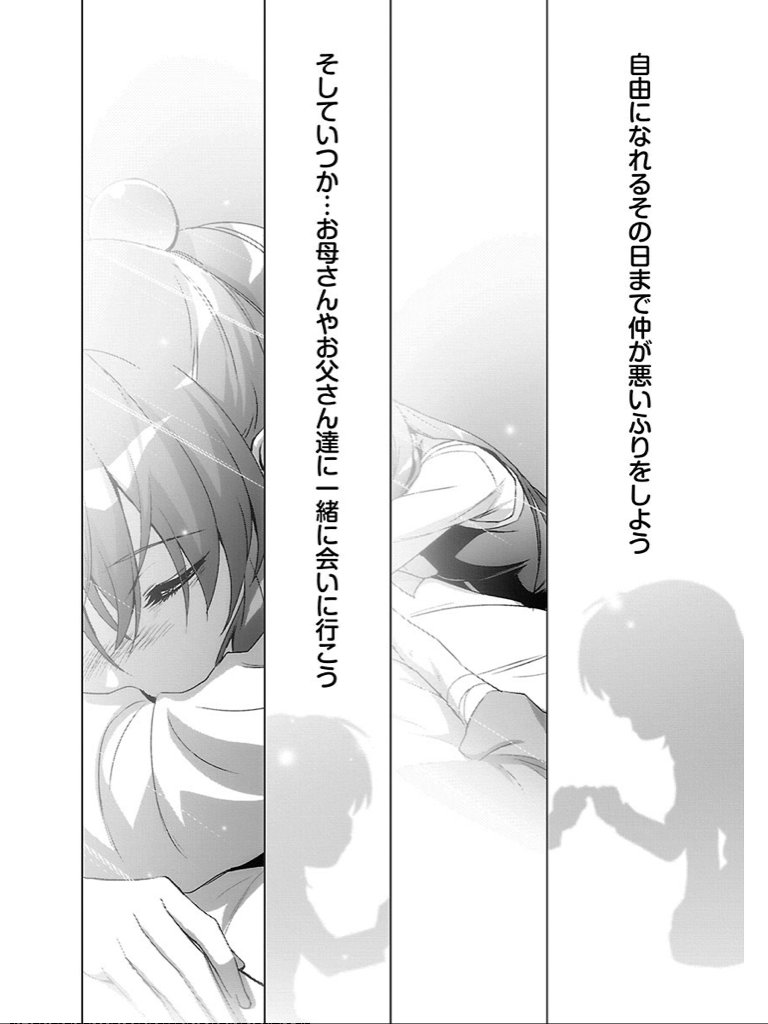 自由になれるその日まで仲が悪いふりをしよう
そしていつか…お母さんやお父さん達に一緒に会いに行こう